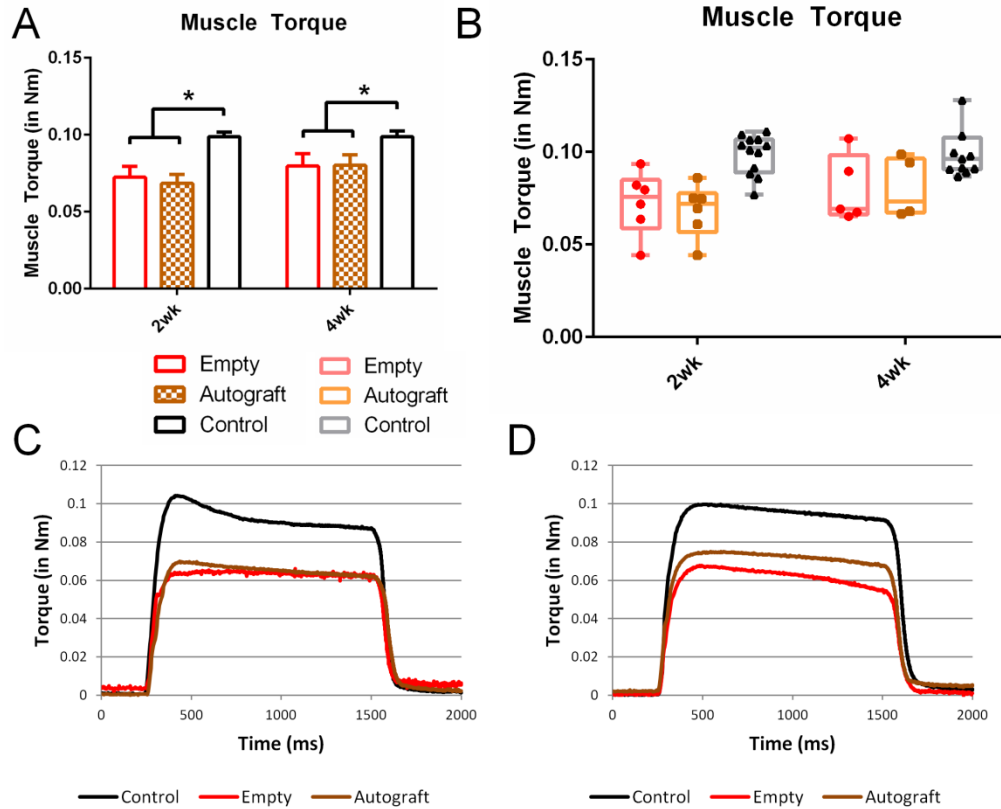 A
Muscle Torque
Muscle Torque (in Nm)
0.15
0.10
0.05
0.00
*
*
2wk
4wk
B
Muscle Torque
Muscle Torque (in Nm)
0.15
0.10
0.05
0.00
2wk
4wk
Empty
Autograft
Control
Empty
Autograft
Control
C
Torque (in Nm)
0.12
0.1
0.08
0.06
0.04
0.02
0
0 500 1000 1500 2000
Time (ms)
Control Empty Autograft
D
Torque (in Nm)
0.12
0.1
0.08
0.06
0.04
0.02
0
0 500 1000 1500 2000
Time (ms)
Control Empty Autograft